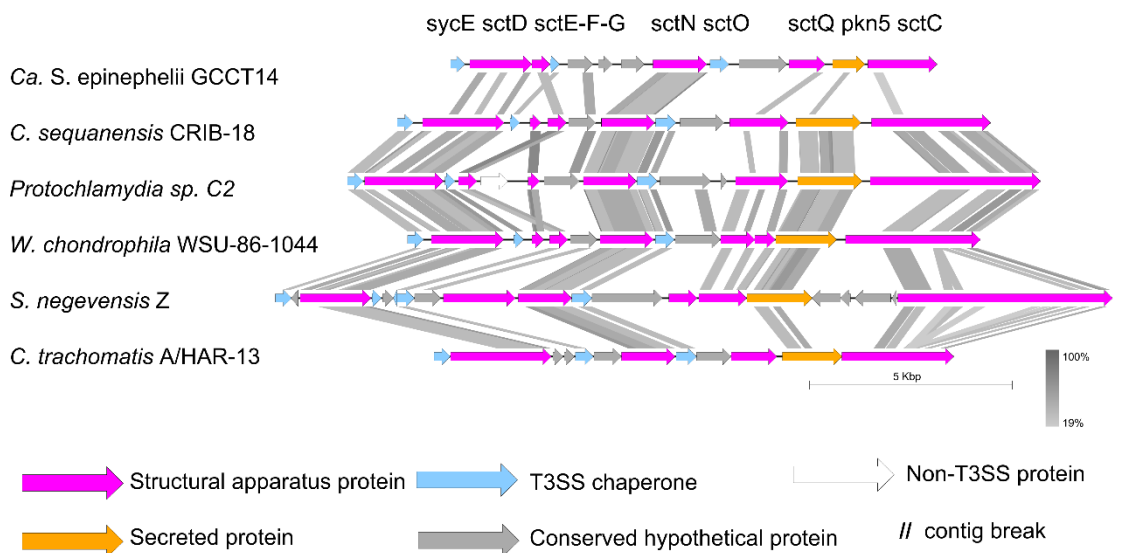 sycE sctD sctE-F-G sctN sctO sctQ pkn5 sctC
Ca. S. epinephelii GCCT14
C. sequanensis CRIB-18
Protochlamydia sp. C2
W. chondrophila WSU-86-1044
S. negevensis Z
C. trachomatis A/HAR-13
100%
5 Kbp
19%
Structural apparatus protein T3SS chaperone Non-T3SS protein
Secreted protein Conserved hypothetical protein // contig break